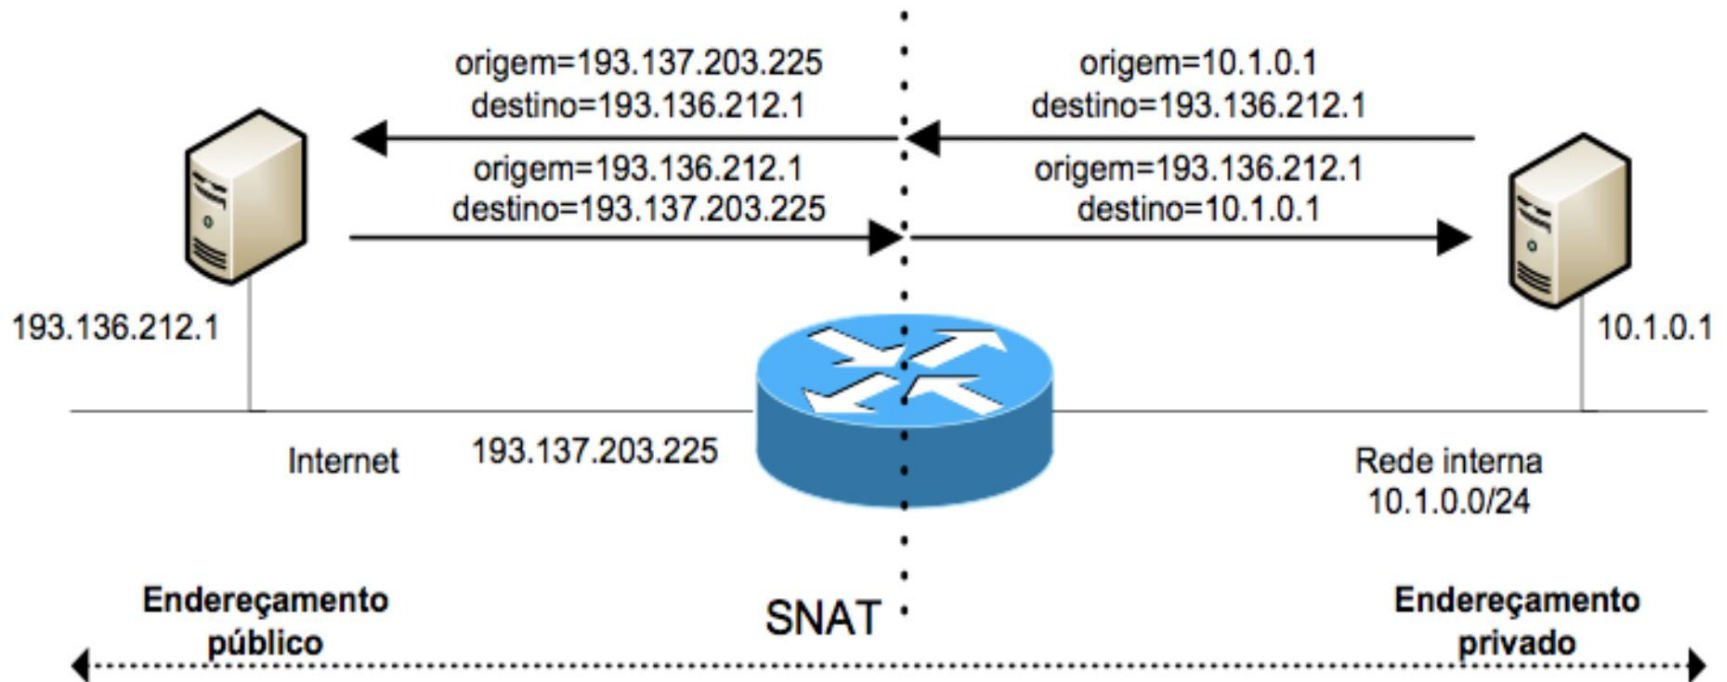 origem=193.137.203.225
destino=193.136.212.1
origem=10.1.0.1
destino=193.136.212.1
origem=193.136.212.1
destino=193.137.203.225
origem=193.136.212.1
destino=10.1.0.1
193.136.212.1
10.1.0.1
Internet
193.137.203.225
Rede interna
10.1.0.0/24
Endereçamento
público
SNAT
Endereçamento
privado